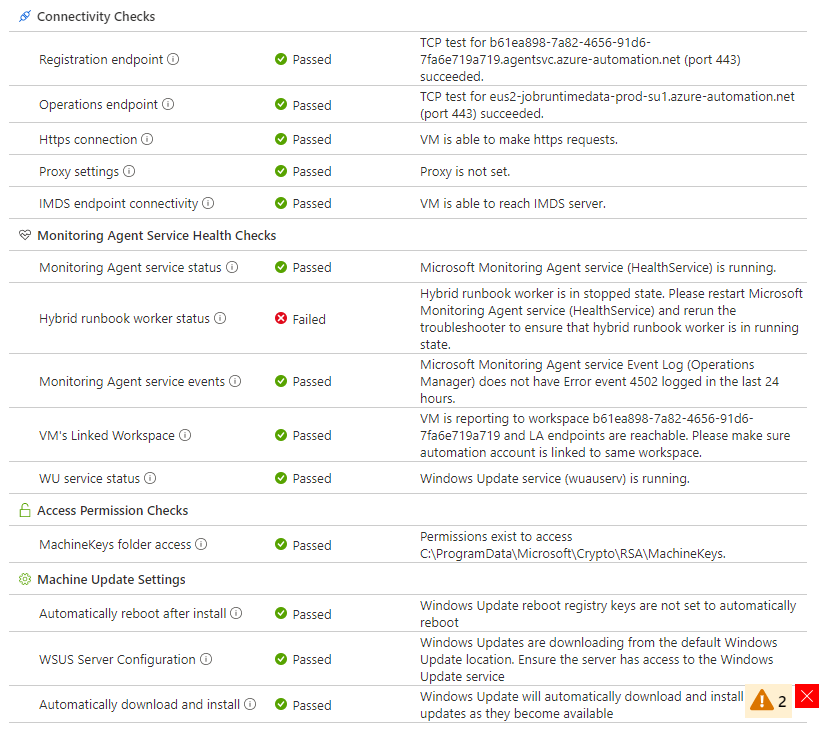 Connectivity Checks
Registration endpoint
Passed
TCP test for b61ea898-7a82-4656-91d6-
7fa6e719a719.agentsvc.azure-automation.net (port 443)
succeeded.
Operations endpoint
Passed
TCP test for eus2-jobruntimedata-prod-su1.azure-automation.net
(port 443) succeeded.
Https connection
Passed
VM is able to make https requests.
Proxy settings
Passed
Proxy is not set.
IMDS endpoint connectivity
Passed
VM is able to reach IMDS server.
Monitoring Agent Service Health Checks
Monitoring Agent service status
Passed
Microsoft Monitoring Agent service (HealthService) is running.
Hybrid runbook worker status
Failed
Hybrid runbook worker is in stopped state. Please restart Microsoft
Monitoring Agent service (HealthService) and rerun the
troubleshooter to ensure that hybrid runbook worker is in running
state.
Monitoring Agent service events
Passed
Microsoft Monitoring Agent service Event Log (Operations
Manager) does not have Error event 4502 logged in the last 24
hours.
VM's Linked Workspace
Passed
VM is reporting to workspace b61ea898-7a82-4656-91d6-
7fa6e719a719 and LA endpoints are reachable. Please make sure
automation account is linked to same workspace.
WU service status
Passed
Windows Update service (wuauserv) is running.
Access Permission Checks
MachineKeys folder access
Passed
Permissions exist to access
C:\ProgramData\Microsoft\Crypto\RSA\MachineKeys.
Machine Update Settings
Automatically reboot after install
Passed
Windows Update reboot registry keys are not set to automatically
reboot
WSUS Server Configuration
Passed
Windows Updates are downloading from the default Windows
Update location. Ensure the server has access to the Windows
Update service
Automatically download and install
Passed
Windows Update will automatically download and install
updates as they become available
2